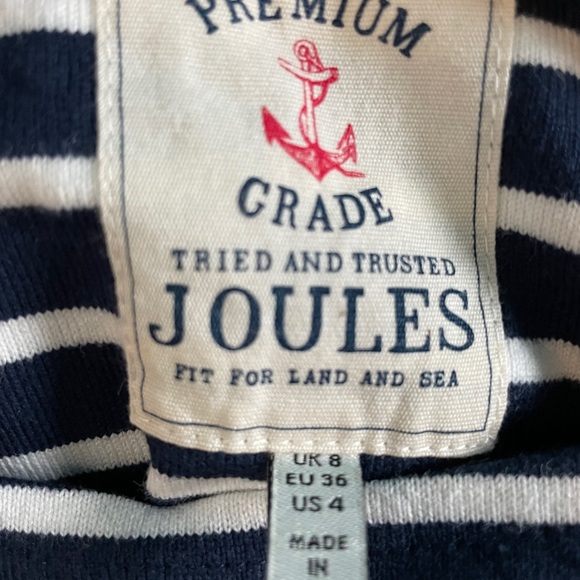 PREMIUM
GRADE
TRIED AND TRUSTED
JOULES
FIT FOR LAND AND SEA
UK 8
EU 36
US 4
MADE
IN